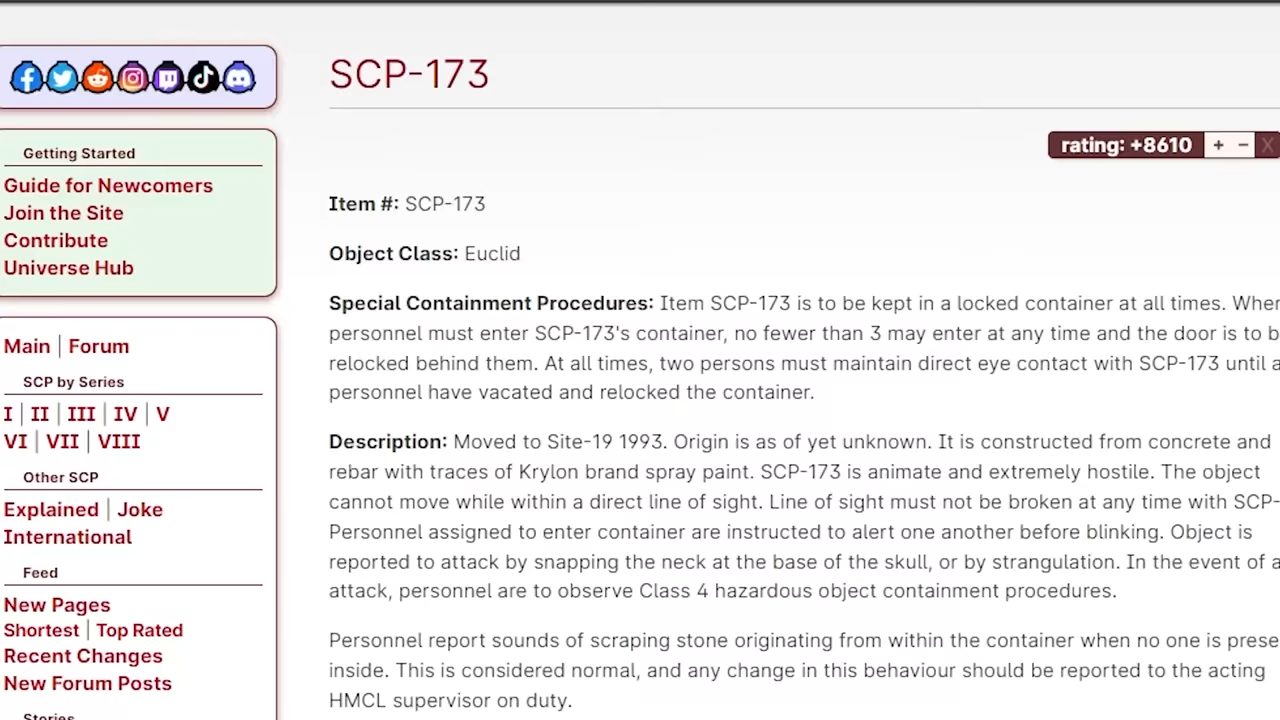 SCP-173
rating: +8610 + − X
Getting Started
Guide for Newcomers
Join the Site
Contribute
Universe Hub
Main | Forum
SCP by Series
I | II | III | IV | V
VI | VII | VIII
Other SCP
Explained | Joke
International
Feed
New Pages
Shortest | Top Rated
Recent Changes
New Forum Posts
Stories
Item #: SCP-173
Object Class: Euclid
Special Containment Procedures: Item SCP-173 is to be kept in a locked container at all times.
personnel must enter SCP-173's container, no fewer than 3 may enter at any time and the door is to
relocked behind them. At all times, two persons must maintain direct eye contact with SCP-173 until
personnel have vacated and relocked the container.
Description: Moved to Site-19 1993. Origin is as of yet unknown. It is constructed from concrete and
rebar with traces of Krylon brand spray paint. SCP-173 is animate and extremely hostile. The object
cannot move while within a direct line of sight. Line of sight must not be broken at any time with SCP-
Personnel assigned to enter container are instructed to alert one another before blinking. Object is
reported to attack by snapping the neck at the base of the skull, or by strangulation. In the event of
attack, personnel are to observe Class 4 hazardous object containment procedures.
Personnel report sounds of scraping stone originating from within the container when no one is
inside. This is considered normal, and any change in this behaviour should be reported to the acting
HMCL supervisor on duty.